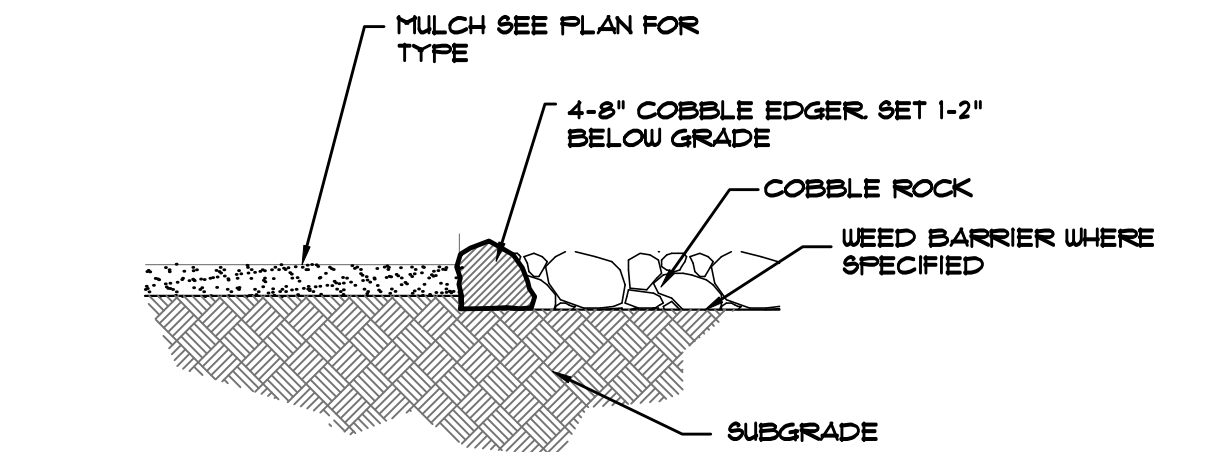 MULCH SEE PLAN FOR
TYPE
4-8" COBBLE EDGER. SET 1-2"
BELOW GRADE
COBBLE ROCK
WEED BARRIER WHERE
SPECIFIED
SUBGRADE